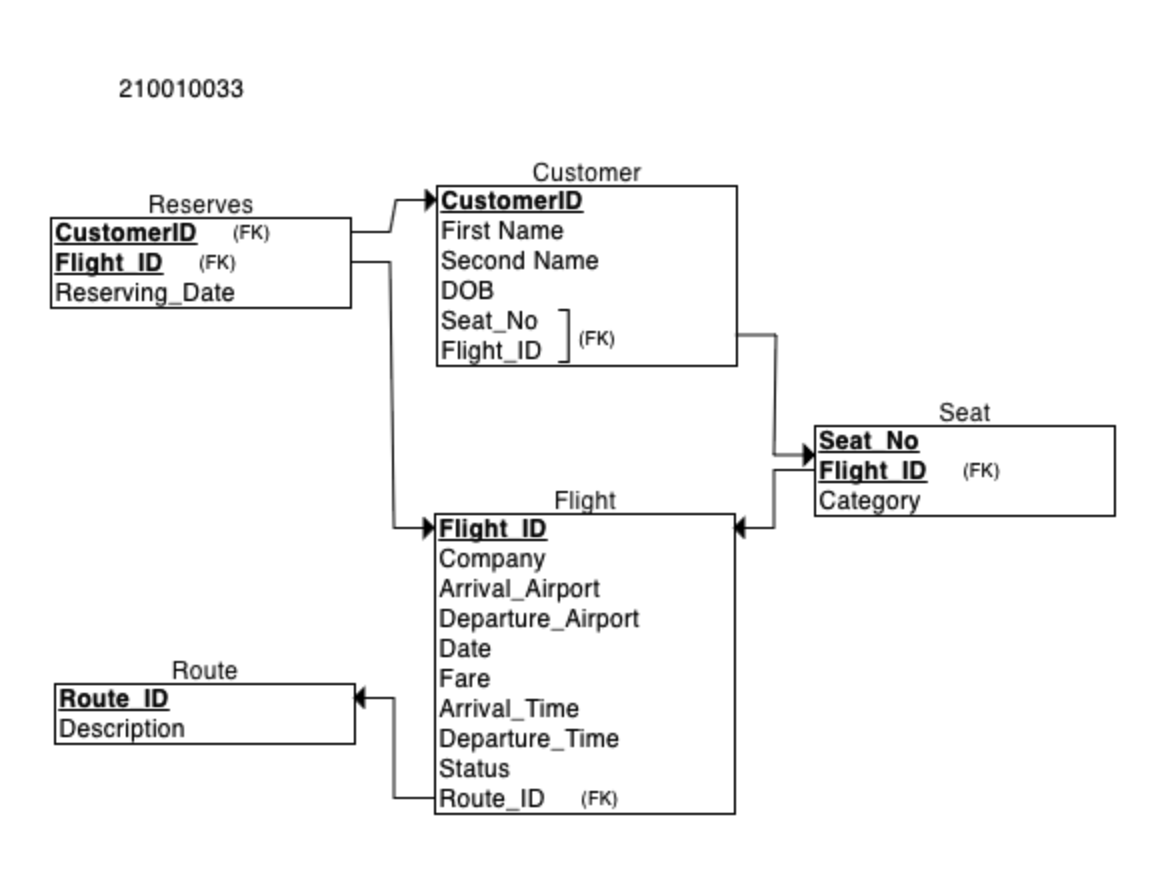 210010033
Reserves
CustomerID (FK)
Flight_ID (FK)
Reserving_Date
Customer
CustomerID
First Name
Second Name
DOB
Seat_No
Flight_ID
(FK)
Seat
Seat_No
Flight_ID (FK)
Category
Flight
Flight_ID
Company
Arrival_Airport
Departure_Airport
Date
Fare
Arrival_Time
Departure_Time
Status
Route_ID (FK)
Route
Route_ID
Description